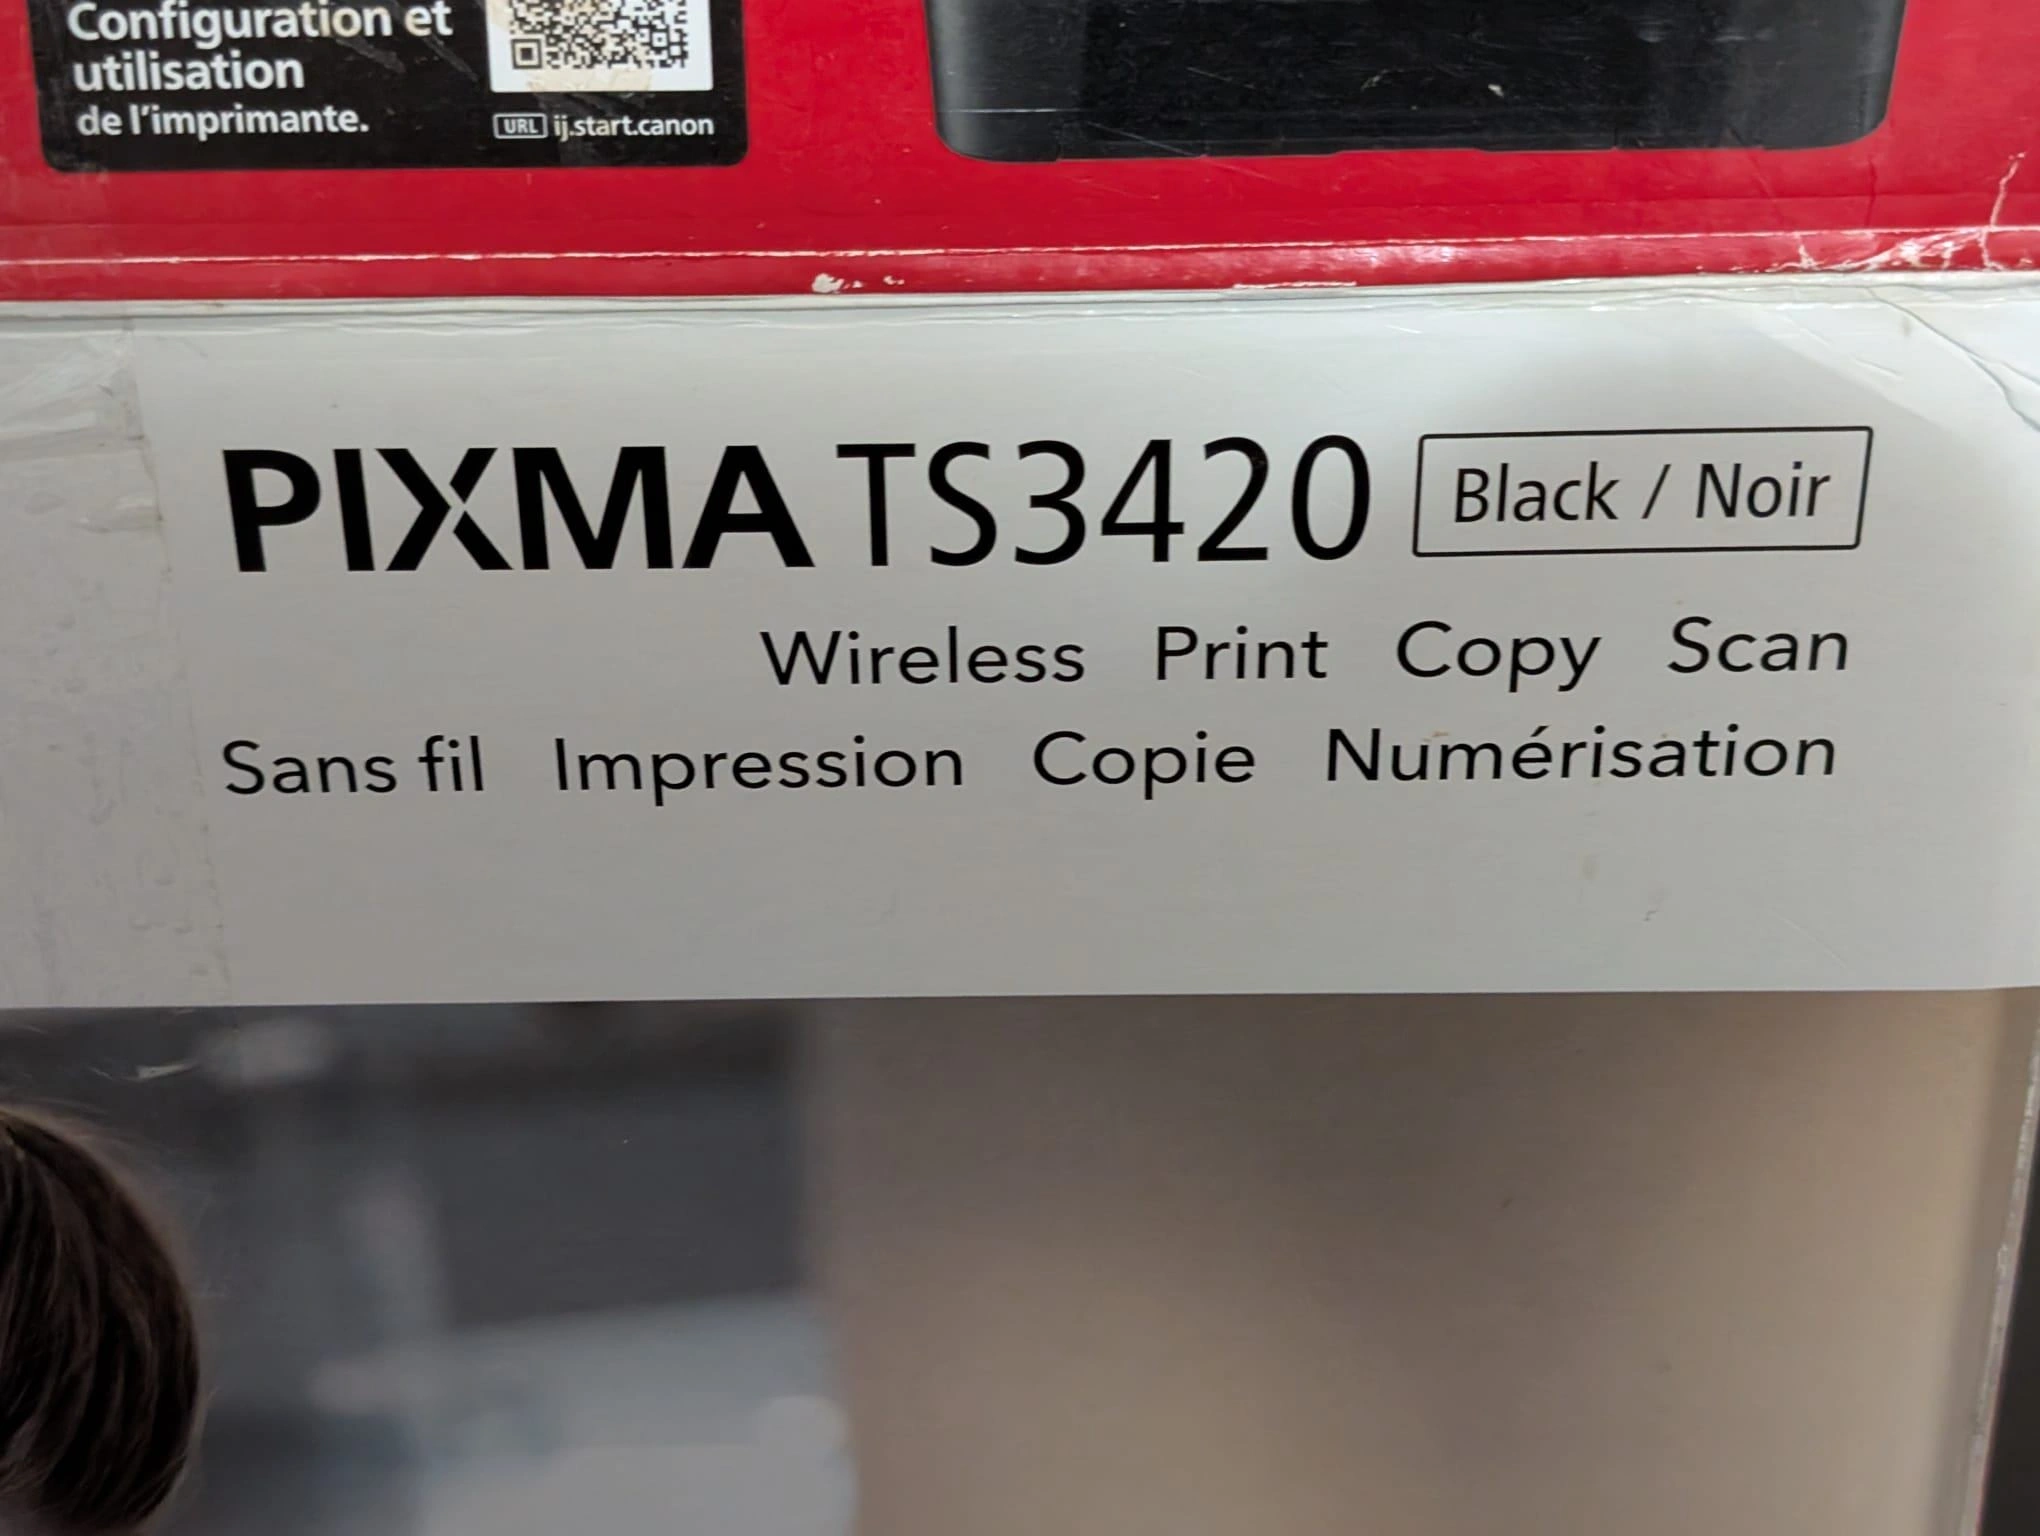 Configuration et
utilisation
de l'imprimante.
URL ij.start.canon
PIXMA TS3420 Black / Noir
Wireless Print Copy Scan
Sans fil Impression Copie Numérisation